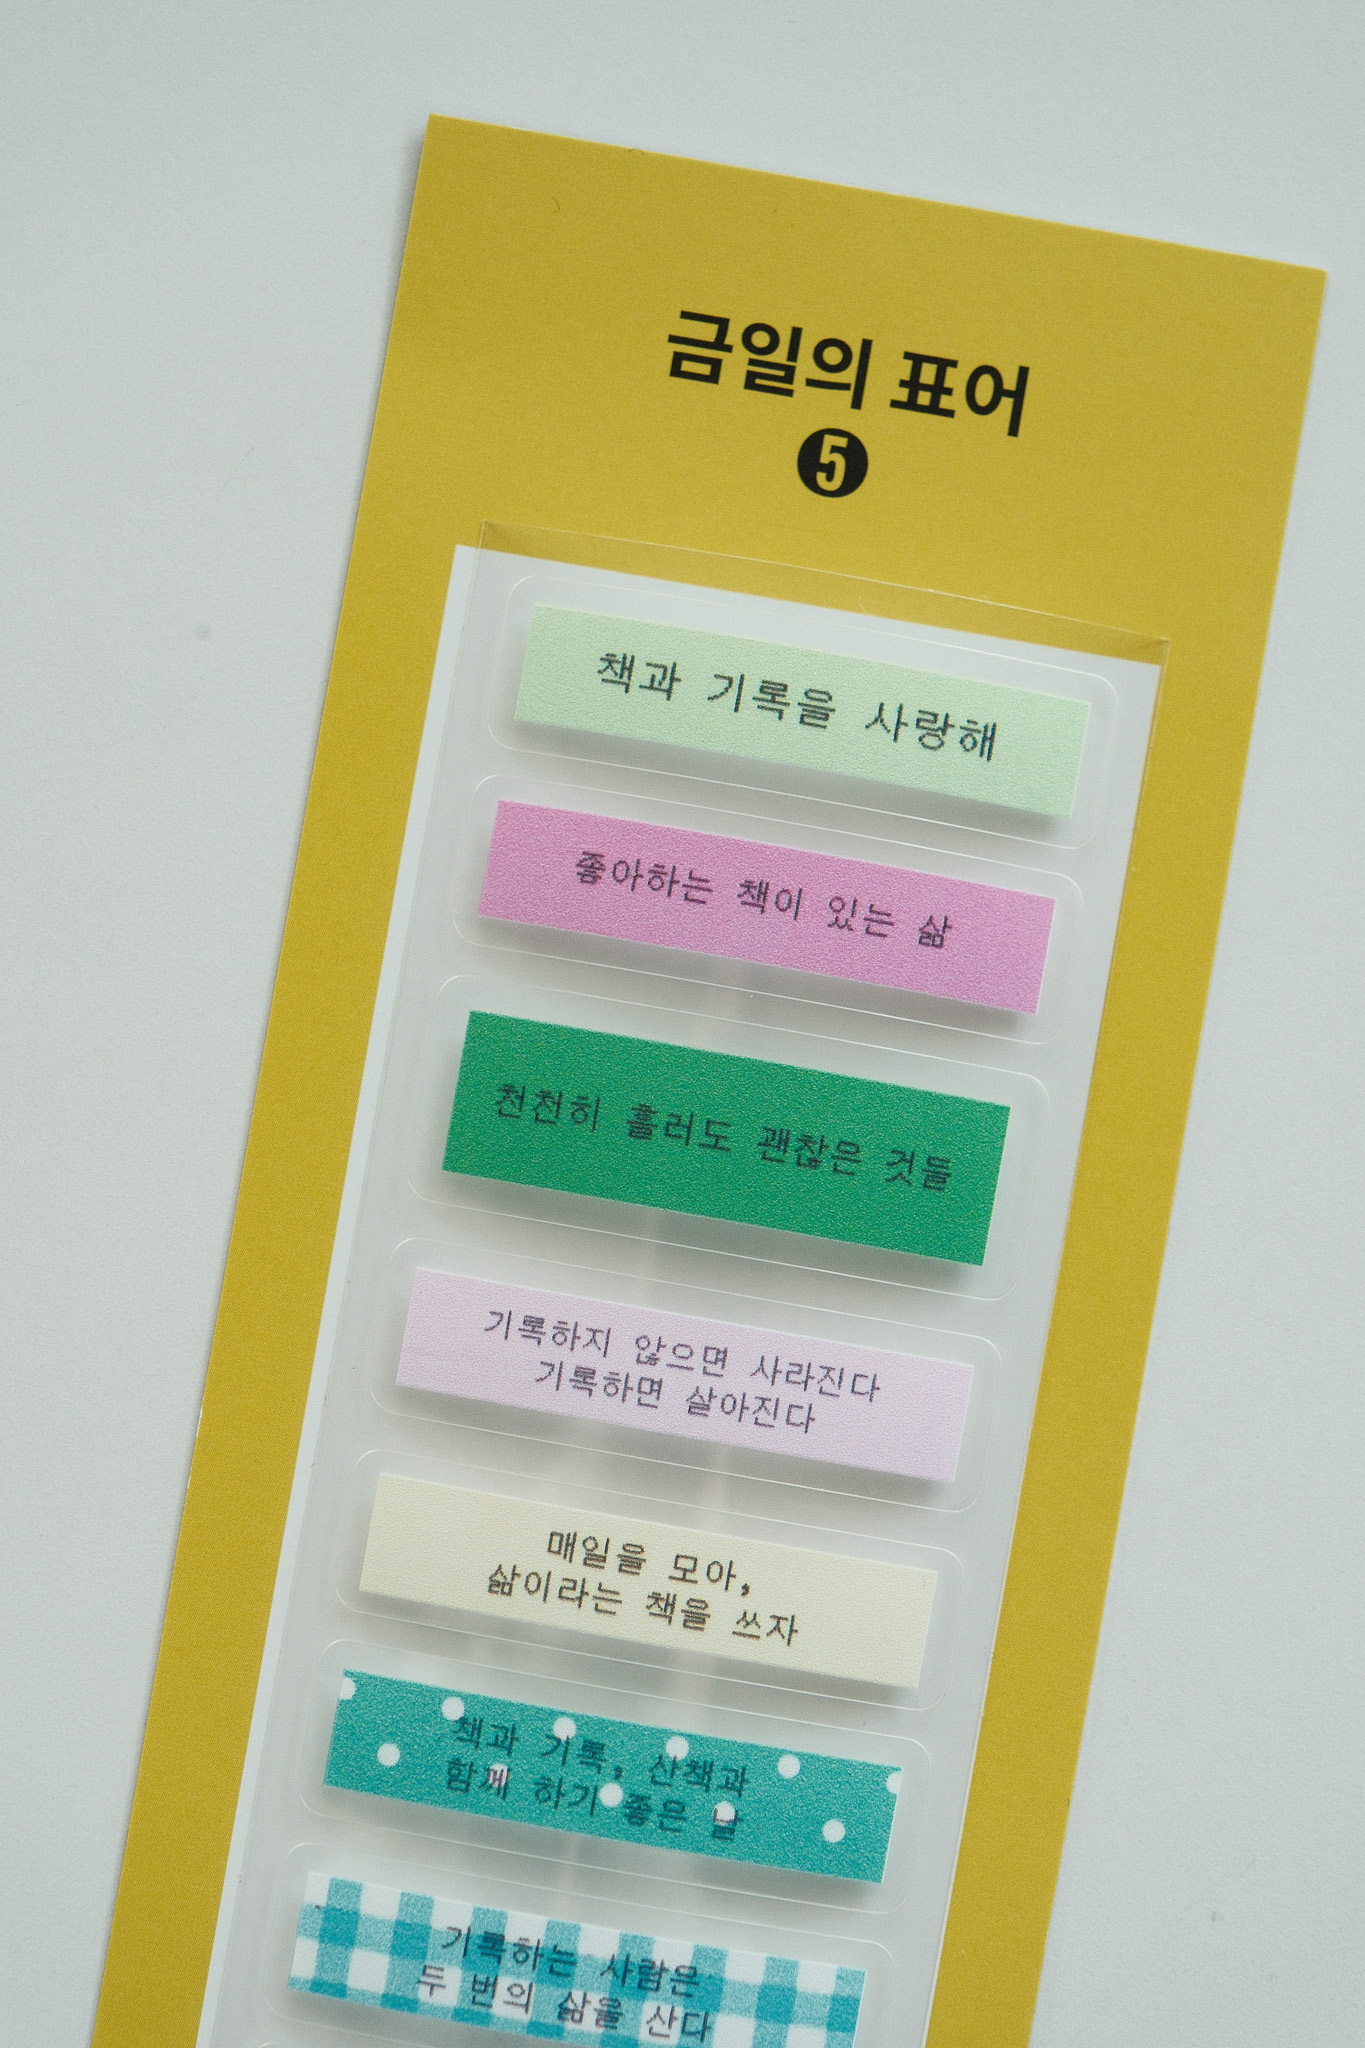 금일의 표어
5
책과 기록을 사랑해
좋아하는 책이 있는 삶
천천히 흘러도 괜찮은 것들
기록하지 않으면 사라진다
기록하면 살아진다
매일을 모아,
삶이라는 책을 쓰자
책과 기록, 산책과
함께 하기 좋은 날
기록하는 사람은
두 번의 삶을 산다